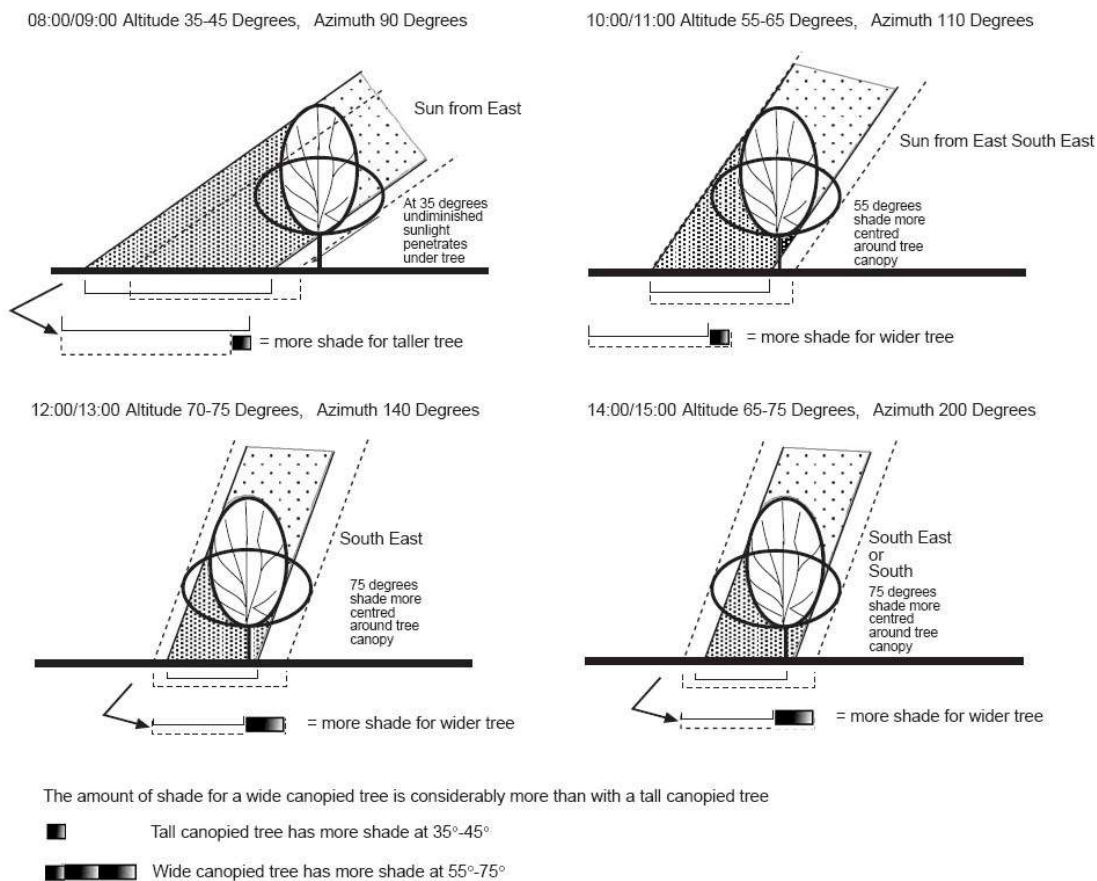 08:00/09:00 Altitude 35-45 Degrees, Azimuth 90 Degrees
Sun from East
At 35 degrees
undiminished
sunlight
penetrates
under tree
= more shade for taller tree
10:00/11:00 Altitude 55-65 Degrees, Azimuth 110 Degrees
Sun from East South East
55 degrees
shade more
centred
around tree
canopy
= more shade for wider tree
12:00/13:00 Altitude 70-75 Degrees, Azimuth 140 Degrees
South East
75 degrees
shade more
centred
around tree
canopy
= more shade for wider tree
14:00/15:00 Altitude 65-75 Degrees, Azimuth 200 Degrees
South East
or
South
75 degrees
shade more
centred
around tree
canopy
= more shade for wider tree
The amount of shade for a wide canopied tree is considerably more than with a tall canopied tree
Tall canopied tree has more shade at 35°-45°
Wide canopied tree has more shade at 55°-75°